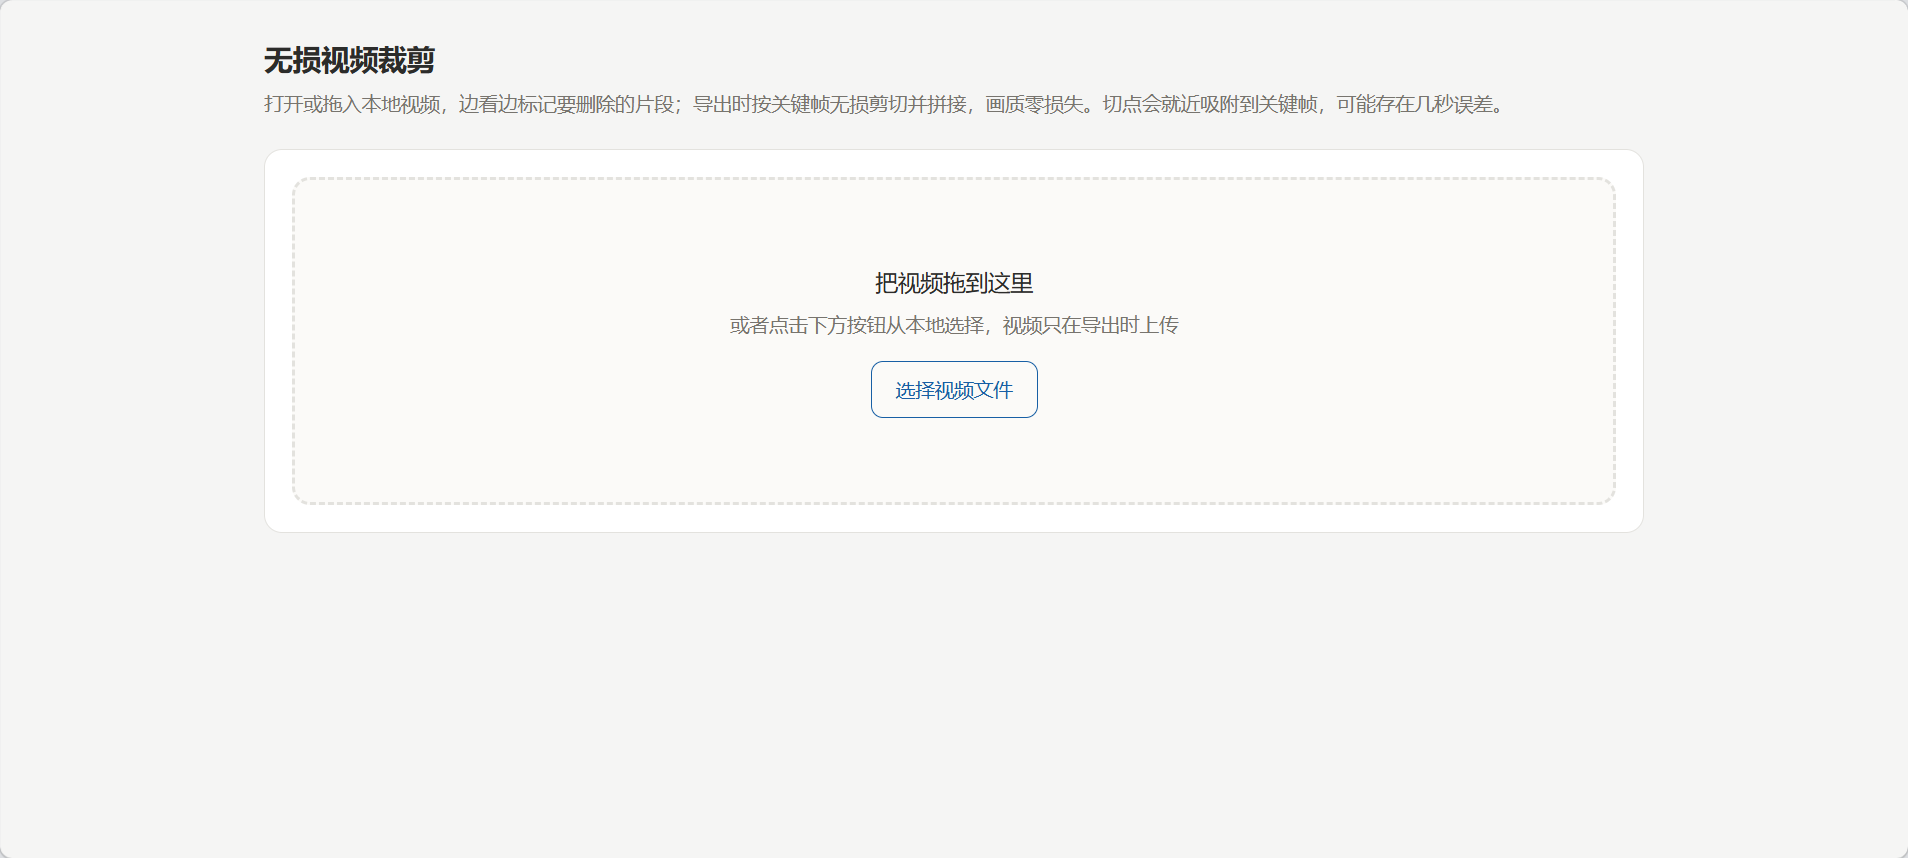 无损视频裁剪
打开或拖入本地视频，边看边标记要删除的片段；导出时按关键帧无损剪切并拼接，画质零损失。切点会就近吸附到关键帧，可能存在几秒误差。
把视频拖到这里
或者点击下方按钮从本地选择，视频只在导出时上传
选择视频文件